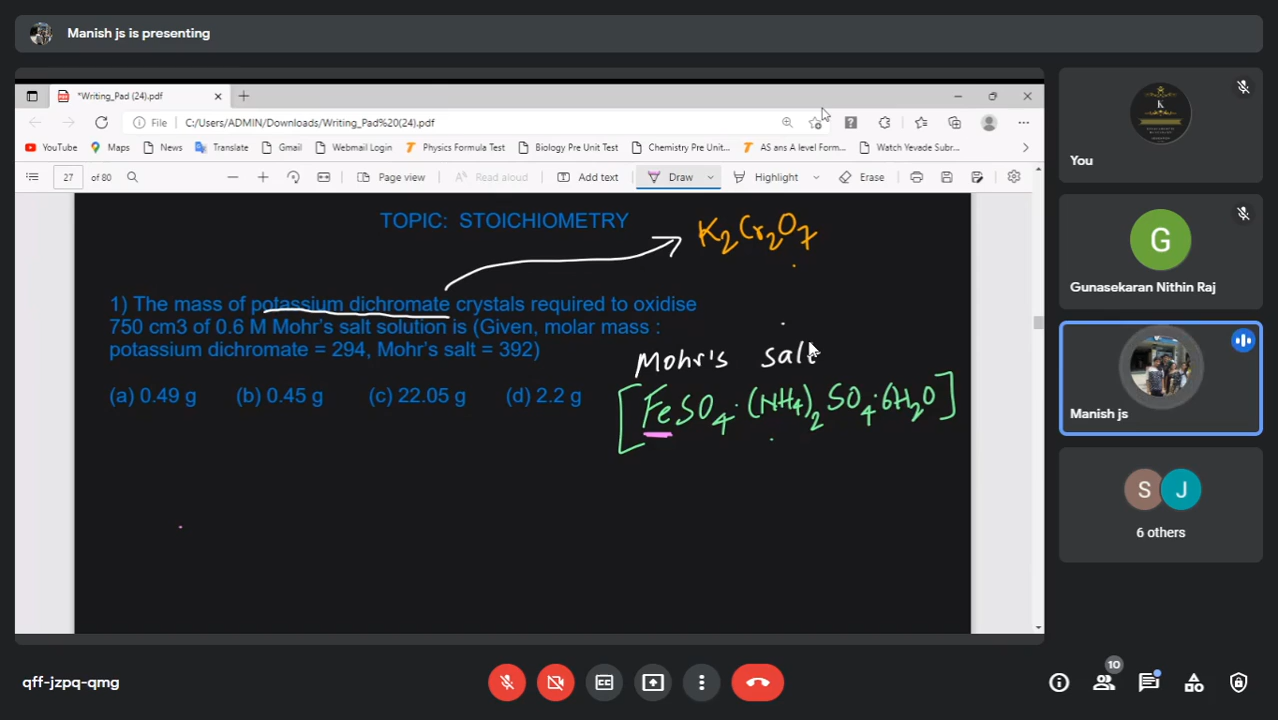 Manish js is presenting
*Writing_Pad (24).pdf
File C:/Users/ADMIN/Downloads/Writing_Pad%20(24).pdf
YouTube Maps News Translate Gmail Webmail Login Physics Formula Test Biology Pre Unit Test Chemistry Pre Unit... AS ans A level Form... Watch Yevade Subr...
27 of 80 Page view Read aloud Add text Draw Highlight Erase
TOPIC: STOICHIOMETRY
K2Cr2O7
1) The mass of potassium dichromate crystals required to oxidise
750 cm3 of 0.6 M Mohr's salt solution is (Given, molar mass :
potassium dichromate = 294, Mohr's salt = 392)
Mohr's salt
(a) 0.49 g (b) 0.45 g (c) 22.05 g (d) 2.2 g
[FeSO4·(NH4)2SO4·6H2O]
K
You
G
Gunasekaran Nithin Raj
Manish js
S J
6 others
qff-jzpq-qmg
10